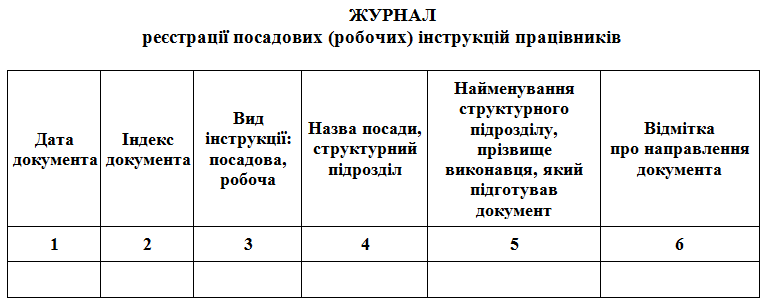 ЖУРНАЛ
реєстрації посадових (робочих) інструкцій працівників
Дата
документа
Індекс
документа
Вид
інструкції:
посадова,
робоча
Назва посади,
структурний
підрозділ
Найменування
структурного
підрозділу,
прізвище
виконавця, який
підготував
документ
Відмітка
про направлення
документа
1
2
3
4
5
6